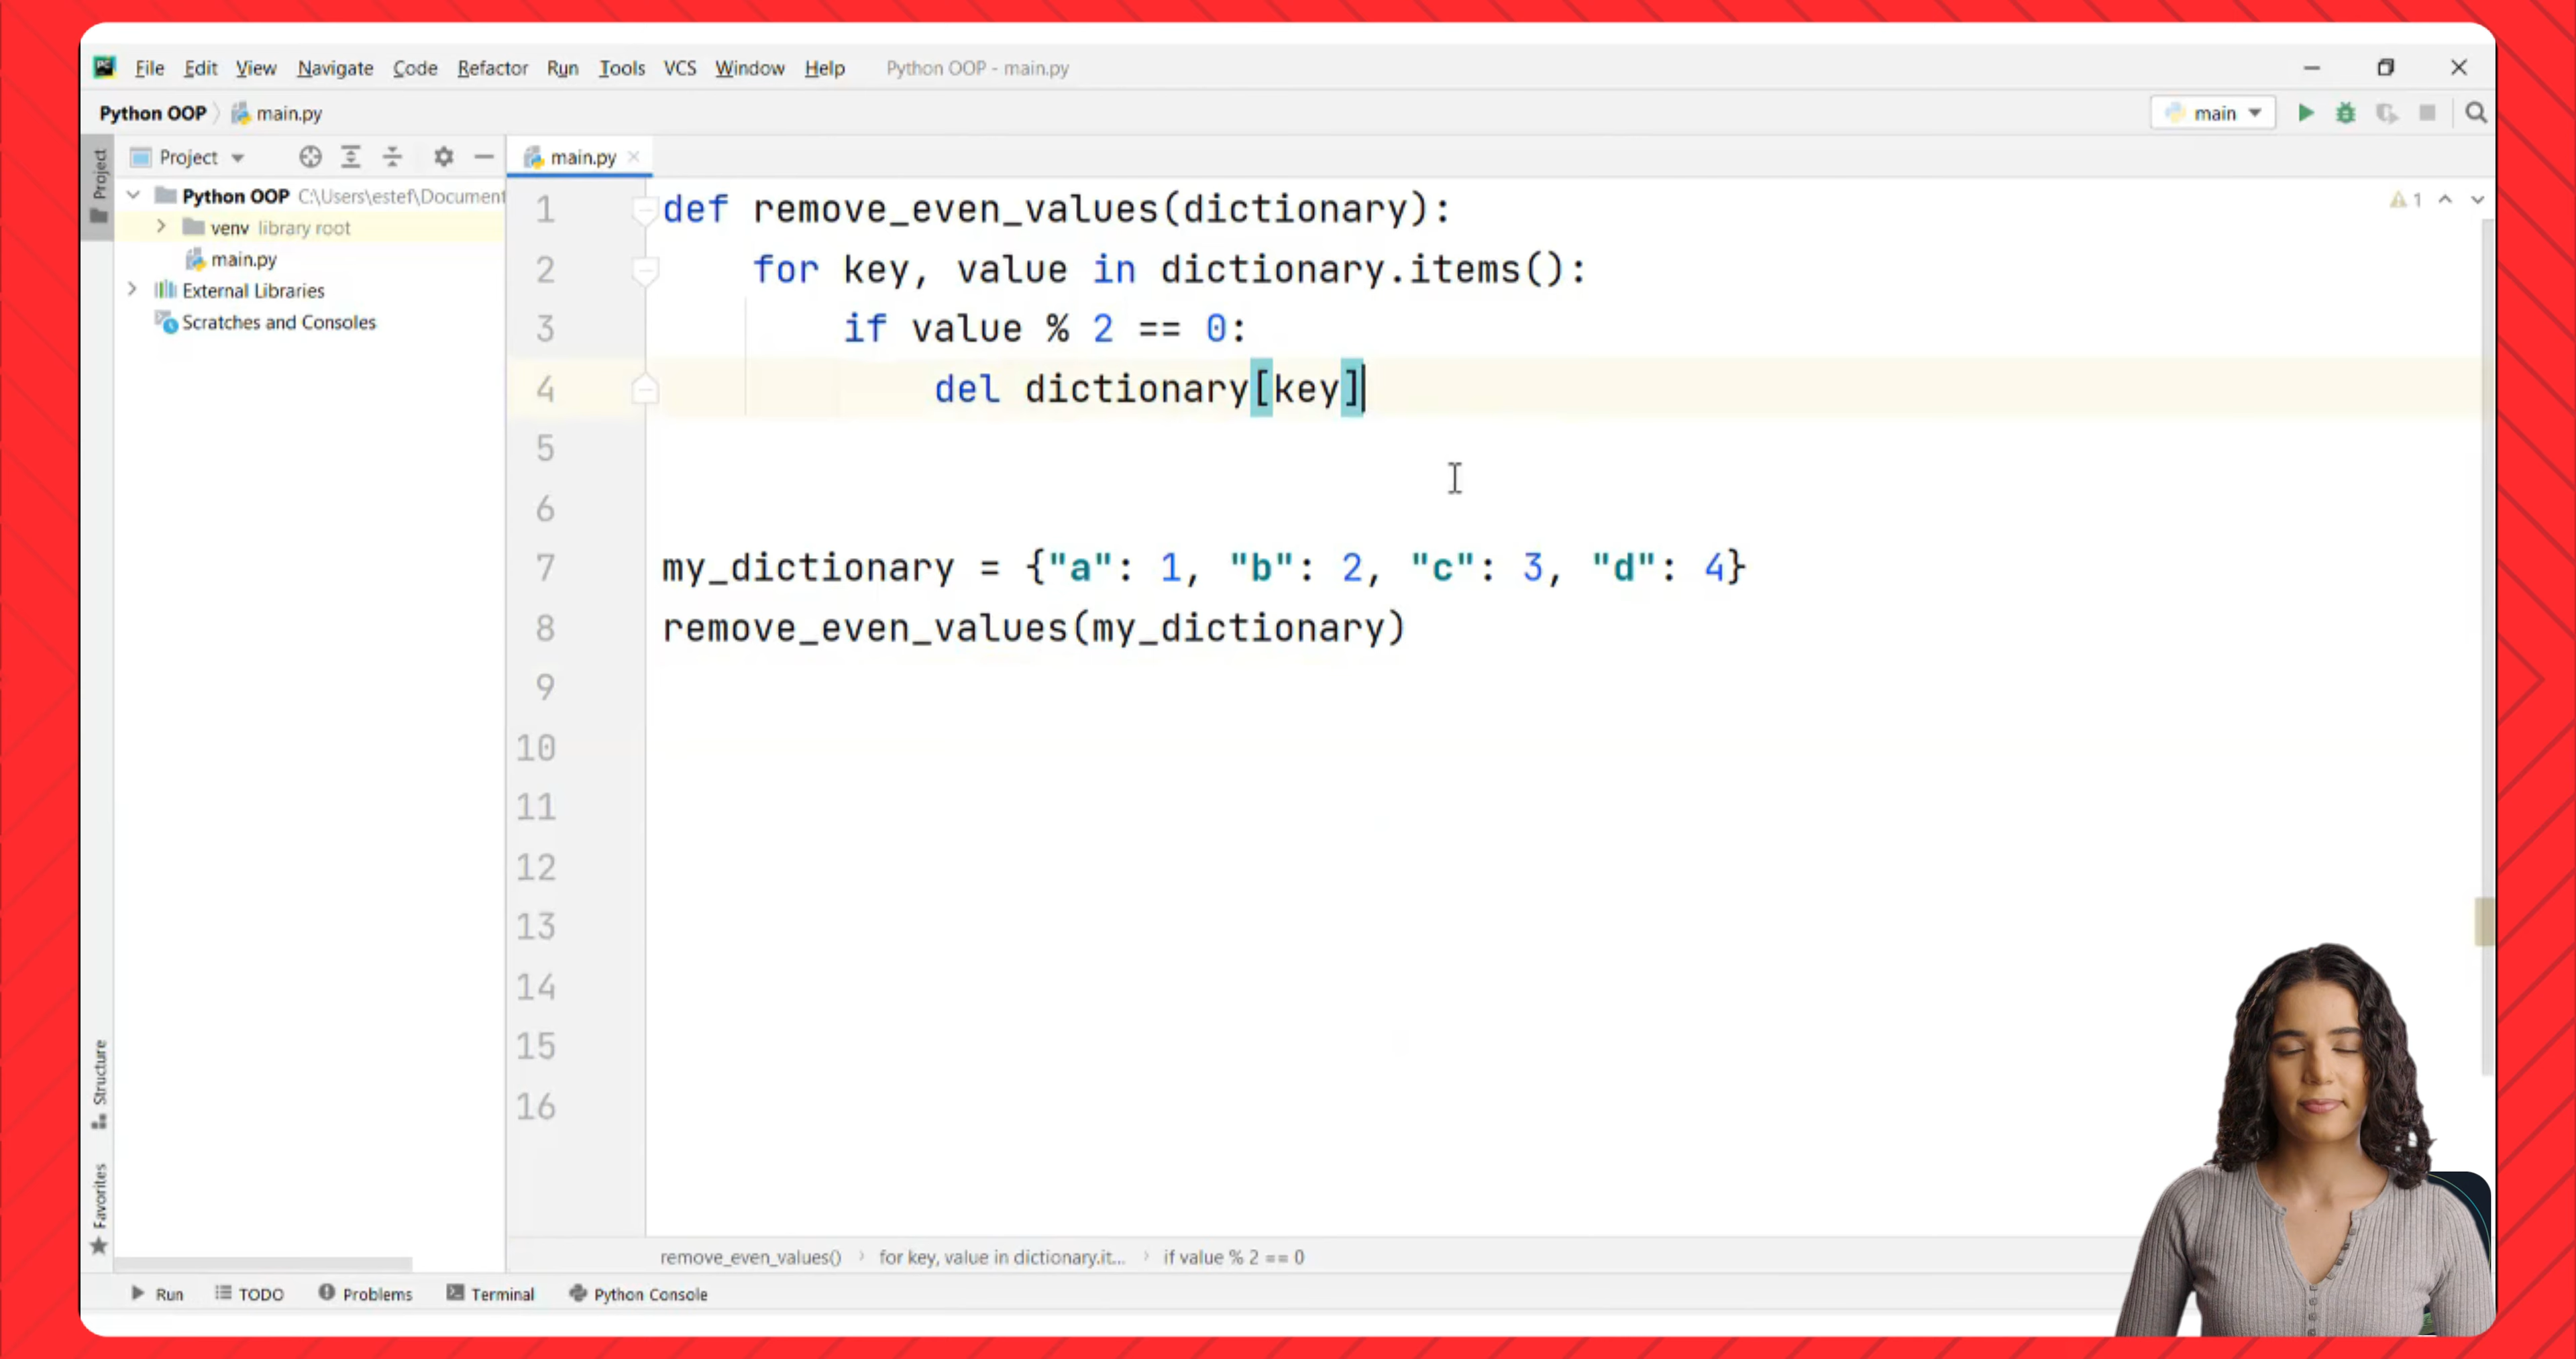 File Edit View Navigate Code Refactor Run Tools VCS Window Help Python OOP - main.py
Python OOP main.py main
Project main.py
Project
Python OOP C:\Users\estef\Document
venv library root
main.py
External Libraries
Scratches and Consoles
1
1 def remove_even_values(dictionary):
2 for key, value in dictionary.items():
3 if value % 2 == 0:
4 del dictionary[key]
5
6
7 my_dictionary = {"a": 1, "b": 2, "c": 3, "d": 4}
8 remove_even_values(my_dictionary)
9
10
11
12
13
14
15
16
Structure
Favorites
remove_even_values() for key, value in dictionary.it... if value % 2 == 0
Run TODO Problems Terminal Python Console